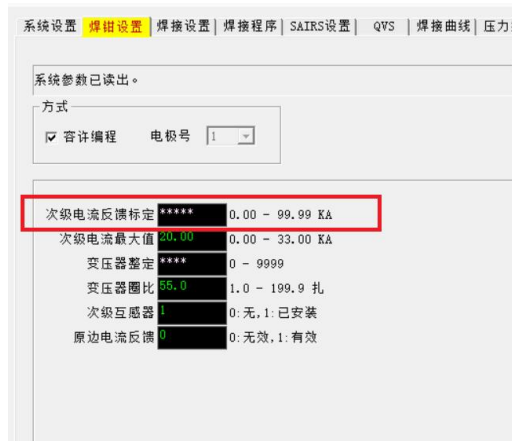 系统设置 焊钳设置 焊接设置 焊接程序 SAIRS设置 QVS 焊接曲线 压力
系统参数已读出。
方式
容许编程 电极号 1
次级电流反馈标定 ***** 0.00 - 99.99 KA
次级电流最大值 20.00 0.00 - 33.00 KA
变压器整定 **** 0 - 9999
变压器圈比 55.0 1.0 - 199.9 扎
次级互感器 1 0:无,1:已安装
原边电流反馈 0 0:无效,1:有效